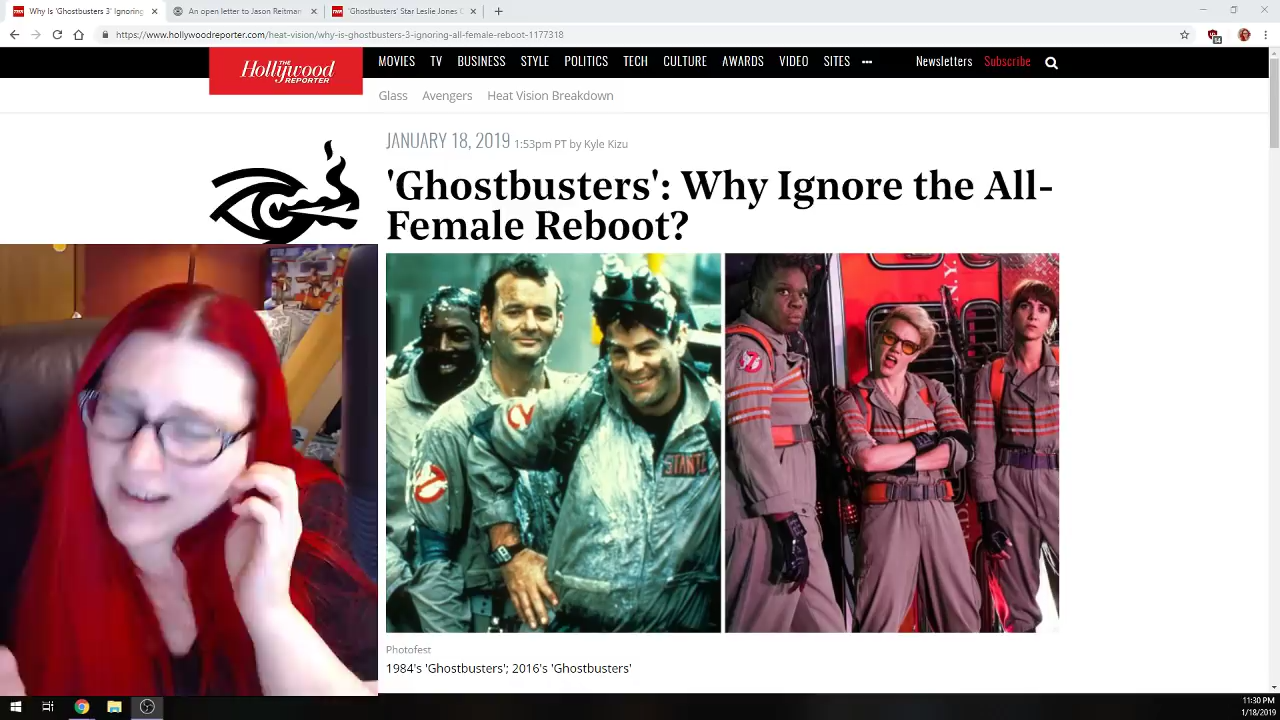 Why Is 'Ghostbusters 3' Ignoring
An open letter to Jason Reitman
'Ghostbusters' Star Leslie Jones C
https://www.hollywoodreporter.com/heat-vision/why-is-ghostbusters-3-ignoring-all-female-reboot-1177318
THE
Hollywood
REPORTER
MOVIES TV BUSINESS STYLE POLITICS TECH CULTURE AWARDS VIDEO SITES ••• Newsletters Subscribe
Glass Avengers Heat Vision Breakdown
JANUARY 18, 2019 1:53pm PT by Kyle Kizu
'Ghostbusters': Why Ignore the All-
Female Reboot?
STANTZ
Photofest
1984's 'Ghostbusters'; 2016's 'Ghostbusters'
11:30 PM
1/18/2019